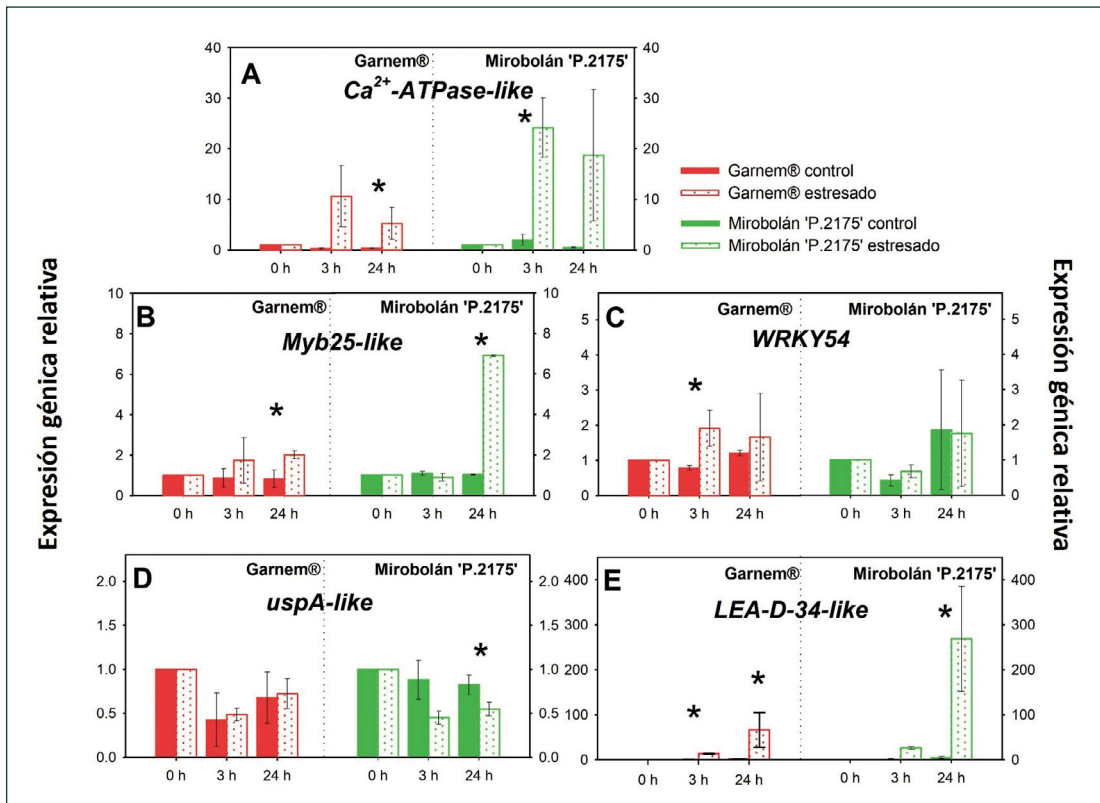 Expresión génica relativa
Expresión génica relativa
A
Garnem®
Mirobolán 'P.2175'
Ca²⁺-ATPase-like
40 40
30 30
20 20
10 10
0 0
*
*
0 h 3 h 24 h 0 h 3 h 24 h
Garnem® control
Garnem® estresado
Mirobolán 'P.2175' control
Mirobolán 'P.2175' estresado
B
Garnem®
Mirobolán 'P.2175'
Myb25-like
10 10
8 8
6 6
4 4
2 2
0 0
*
*
0 h 3 h 24 h 0 h 3 h 24 h
C
Garnem®
Mirobolán 'P.2175'
WRKY54
5 5
4 4
3 3
2 2
1 1
0 0
*
0 h 3 h 24 h 0 h 3 h 24 h
D
Garnem®
Mirobolán 'P.2175'
uspA-like
2.0 2.0
1.5 1.5
1.0 1.0
0.5 0.5
0.0 0.0
*
0 h 3 h 24 h 0 h 3 h 24 h
E
Garnem®
Mirobolán 'P.2175'
LEA-D-34-like
400 400
300 300
200 200
100 100
0 0
*
*
*
0 h 3 h 24 h 0 h 3 h 24 h